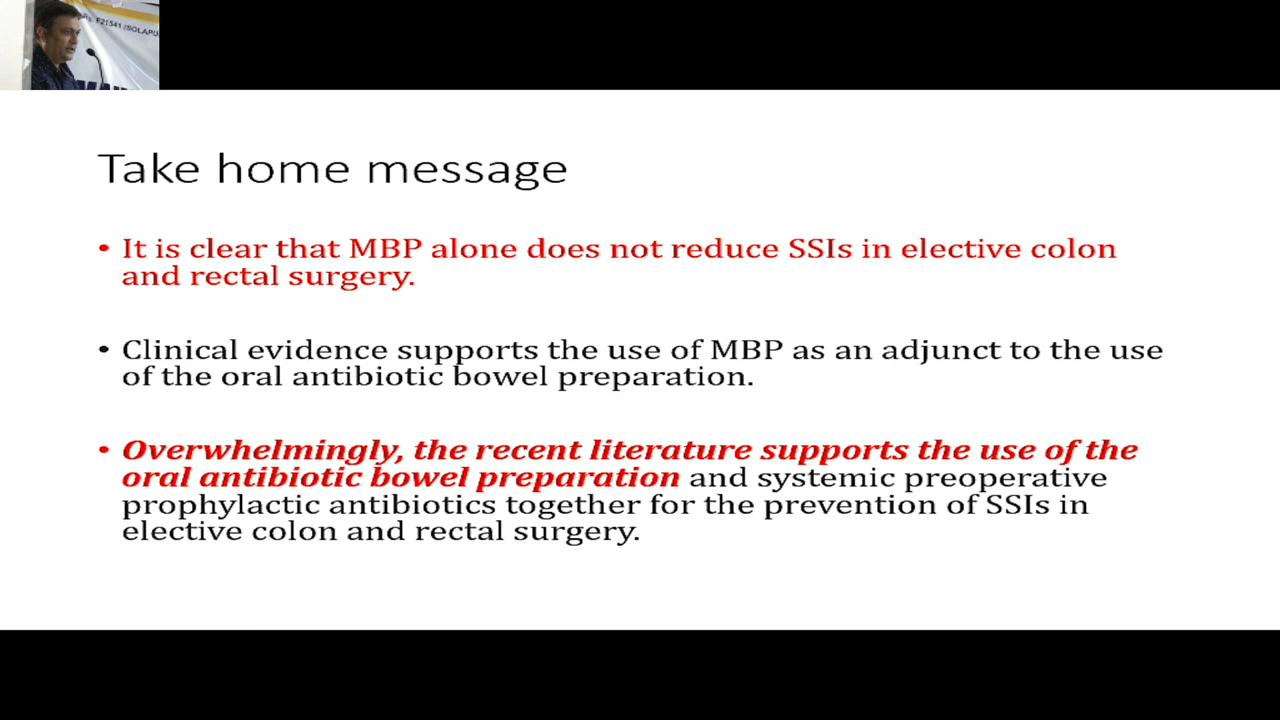 F21541 (SOLAPU
Take home message
• It is clear that MBP alone does not reduce SSIs in elective colon
and rectal surgery.
• Clinical evidence supports the use of MBP as an adjunct to the use
of the oral antibiotic bowel preparation.
• Overwhelmingly, the recent literature supports the use of the
oral antibiotic bowel preparation and systemic preoperative
prophylactic antibiotics together for the prevention of SSIs in
elective colon and rectal surgery.